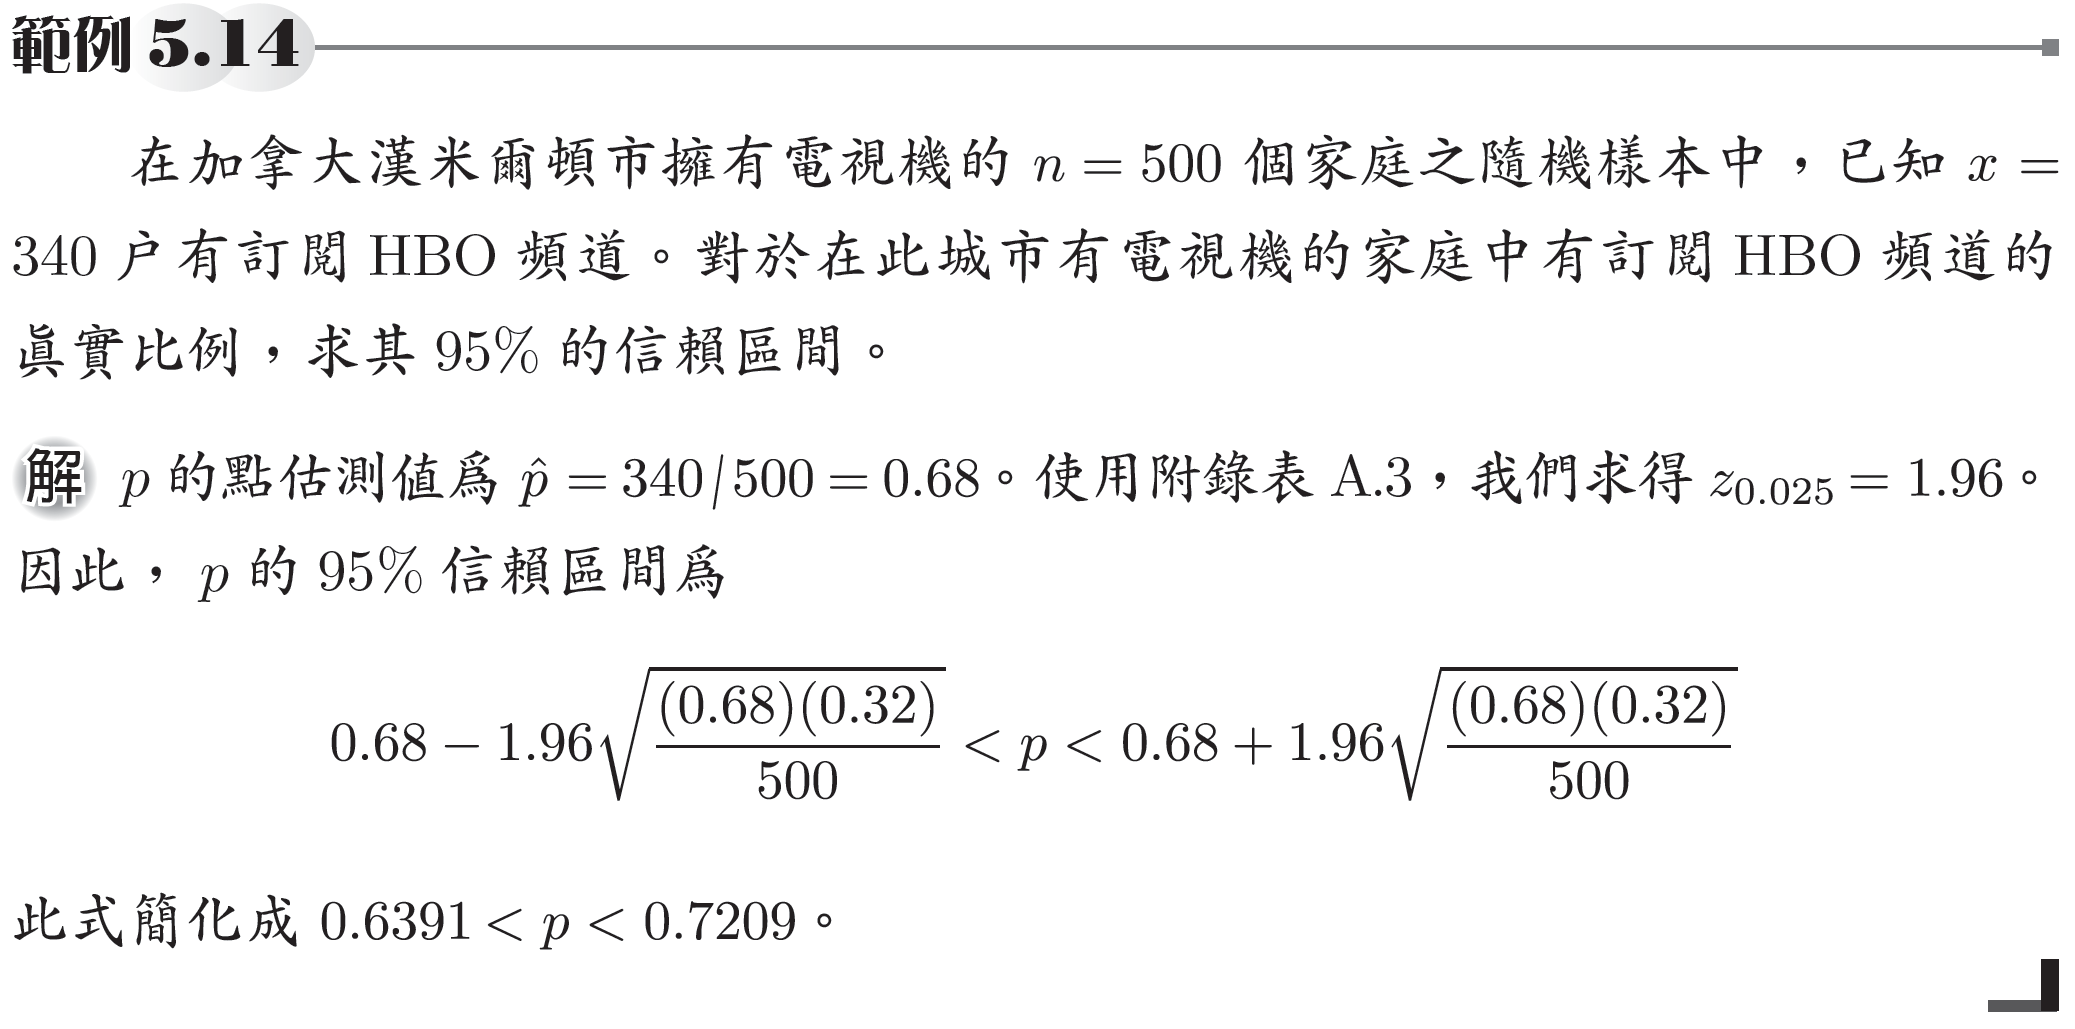 範例 5.14
在加拿大漢米爾頓市擁有電視機的 n = 500 個家庭之隨機樣本中，已知 x =
340 戶有訂閱 HBO 頻道。對於在此城市有電視機的家庭中有訂閱 HBO 頻道的
眞實比例，求其 95% 的信賴區間。
解 p 的點估測值爲 p̂ = 340/500 = 0.68。使用附錄表 A.3，我們求得 z₀.₀₂₅ = 1.96。
因此，p 的 95% 信賴區間爲
0.68 − 1.96√((0.68)(0.32)/500) < p < 0.68 + 1.96√((0.68)(0.32)/500)
此式簡化成 0.6391 < p < 0.7209。